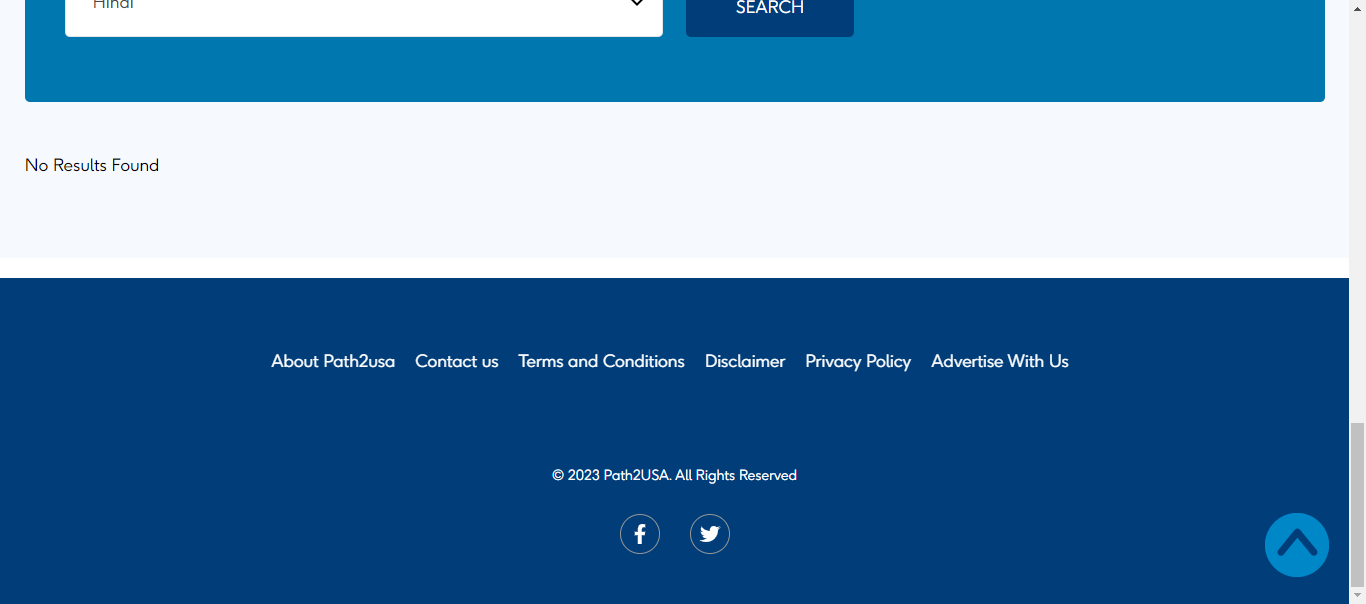 Hindi
SEARCH
No Results Found
About Path2usa Contact us Terms and Conditions Disclaimer Privacy Policy Advertise With Us
© 2023 Path2USA. All Rights Reserved